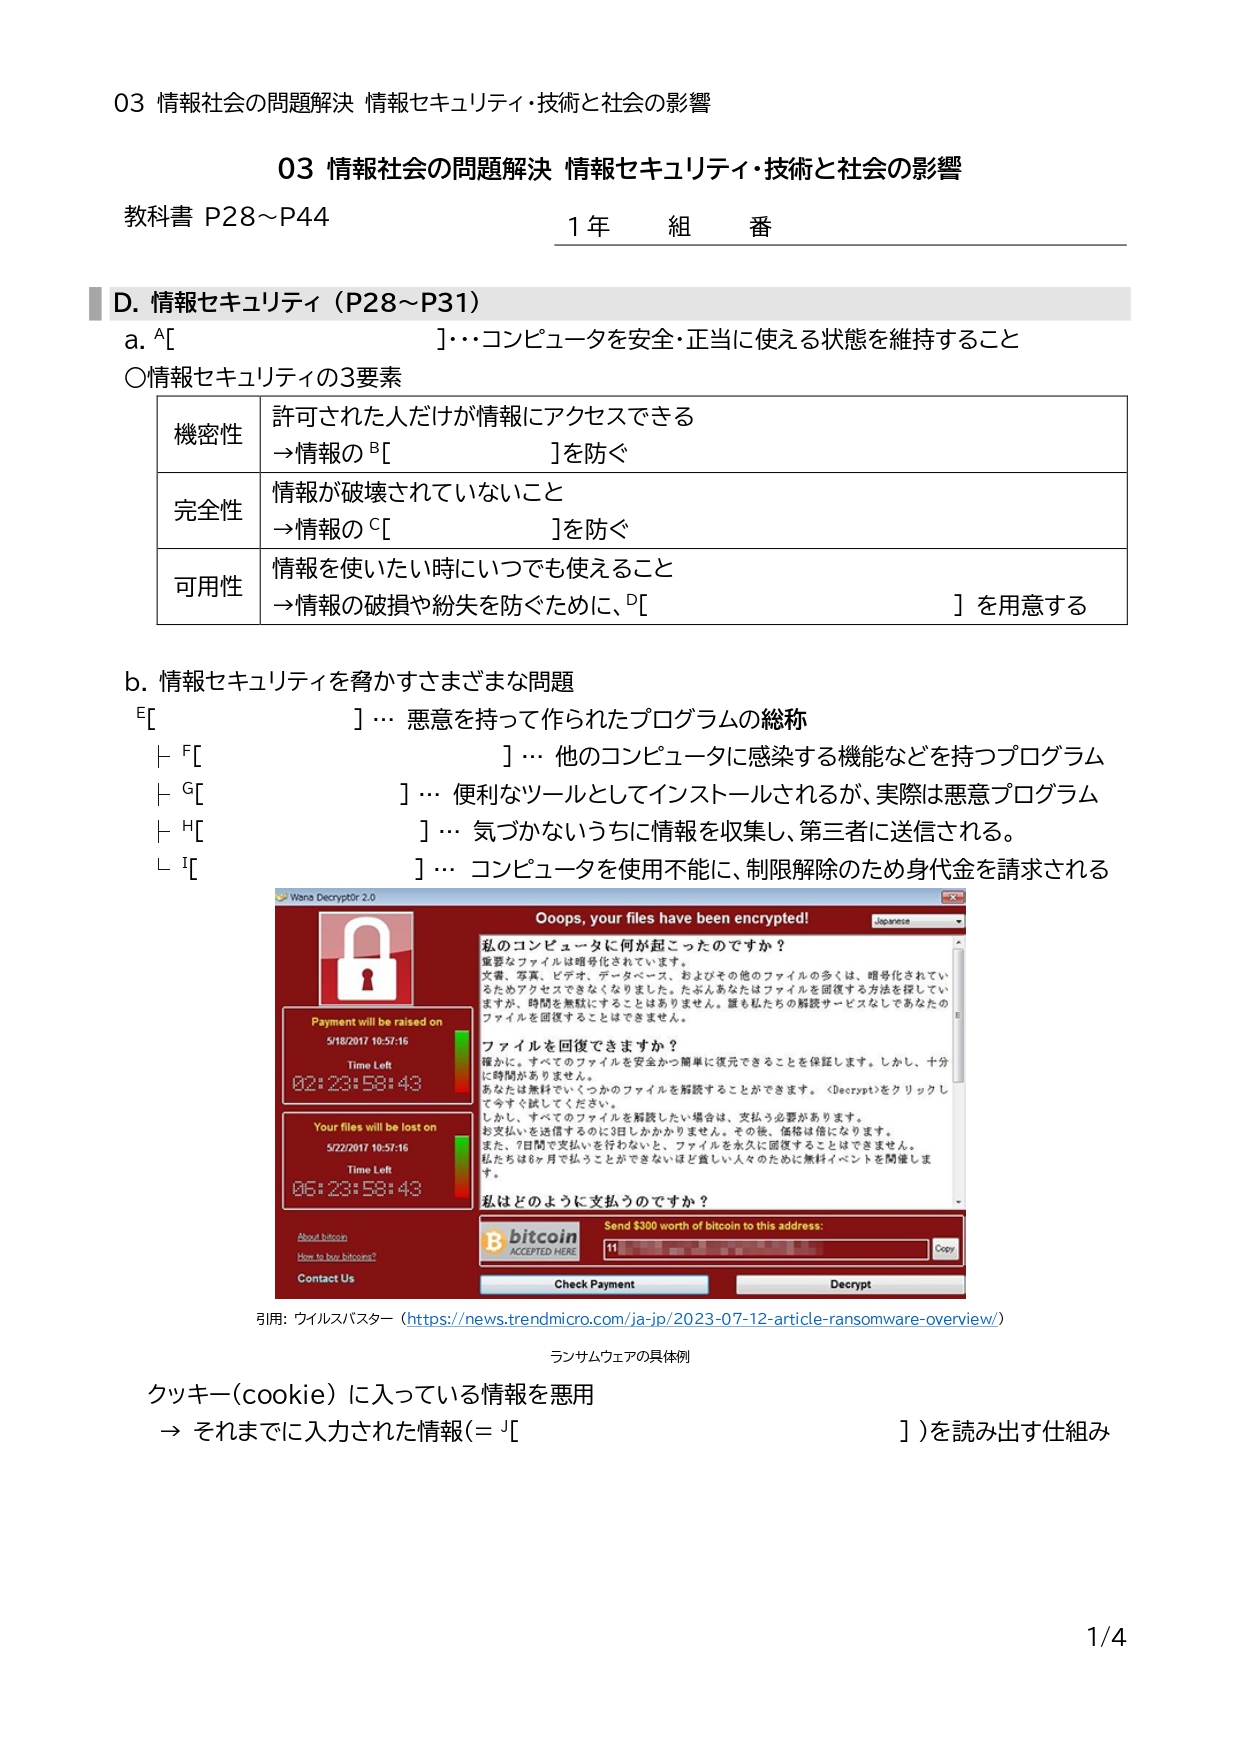 03 情報社会の問題解決 情報セキュリティ・技術と社会の影響
03 情報社会の問題解決 情報セキュリティ・技術と社会の影響
教科書 P28～P44
1年 組 番
D. 情報セキュリティ（P28～P31）
a. A[ ]・・・コンピュータを安全・正当に使える状態を維持すること
○情報セキュリティの3要素
機密性
許可された人だけが情報にアクセスできる
→情報の B[ ]を防ぐ
完全性
情報が破壊されていないこと
→情報の C[ ]を防ぐ
可用性
情報を使いたい時にいつでも使えること
→情報の破損や紛失を防ぐために、D[ ] を用意する
b. 情報セキュリティを脅かすさまざまな問題
E[ ] … 悪意を持って作られたプログラムの総称
├ F[ ] … 他のコンピュータに感染する機能などを持つプログラム
├ G[ ] … 便利なツールとしてインストールされるが、実際は悪意プログラム
├ H[ ] … 気づかないうちに情報を収集し、第三者に送信される。
└ I[ ] … コンピュータを使用不能に、制限解除のため身代金を請求される
Wana Decrypt0r 2.0
Ooops, your files have been encrypted!
Japanese
私のコンピュータに何が起こったのですか？
重要なファイルは暗号化されています。
文書、写真、ビデオ、データベース、およびその他のファイルの多くは、暗号化されてい
るためアクセスできなくなりました。たぶんあなたはファイルを回復する方法を探してい
ますが、時間を無駄にすることはありません。誰も私たちの解読サービスなしであなたの
ファイルを回復することはできません。
ファイルを回復できますか？
確かに。すべてのファイルを安全かつ簡単に復元できることを保証します。しかし、十分
に時間がありません。
あなたは無料でいくつかのファイルを解読することができます。 〈Decrypt〉をクリックし
て今すぐ試してください。
しかし、すべてのファイルを解読したい場合は、支払う必要があります。
お支払いを送信するのに3日しかかかりません。その後、価格は倍になります。
また、7日間で支払いを行わないと、ファイルを永久に回復することはできません。
私たちは6ヶ月で払うことができないほど貧しい人々のために無料イベントを開催しま
す。
私はどのように支払うのですか？
Payment will be raised on
5/18/2017 10:57:16
Time Left
02:23:58:43
Your files will be lost on
5/22/2017 10:57:16
Time Left
06:23:58:43
About bitcoin
How to buy bitcoins?
Contact Us
bitcoin
ACCEPTED HERE
Send $300 worth of bitcoin to this address:
11
Copy
Check Payment
Decrypt
引用: ウイルスバスター（https://news.trendmicro.com/ja-jp/2023-07-12-article-ransomware-overview/）
ランサムウェアの具体例
クッキー（cookie）に入っている情報を悪用
→ それまでに入力された情報(= J[ ] )を読み出す仕組み
1/4